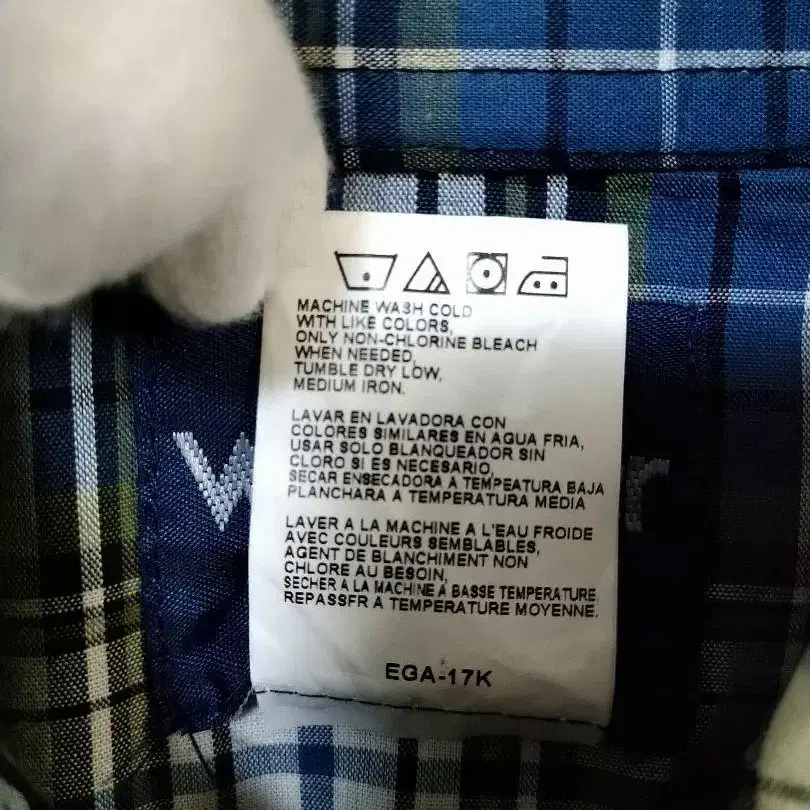 MACHINE WASH COLD
WITH LIKE COLORS,
ONLY NON-CHLORINE BLEACH
WHEN NEEDED,
TUMBLE DRY LOW,
MEDIUM IRON.
LAVAR EN LAVADORA CON
COLORES SIMILARES EN AGUA FRIA,
USAR SOLO BLANQUEADOR SIN
CLORO SI ES NECESARIO,
SECAR ENSECADORA A TEMPEATURA BAJA
PLANCHARA A TEMPERATURA MEDIA
LAVER A LA MACHINE A L'EAU FROIDE
AVEC COULEURS SEMBLABLES,
AGENT DE BLANCHIMENT NON
CHLORE AU BESOIN,
SECHER A LA MACHINE A BASSE TEMPERATURE.
REPASSFR A TEMPERATURE MOYENNE.
EGA-17K